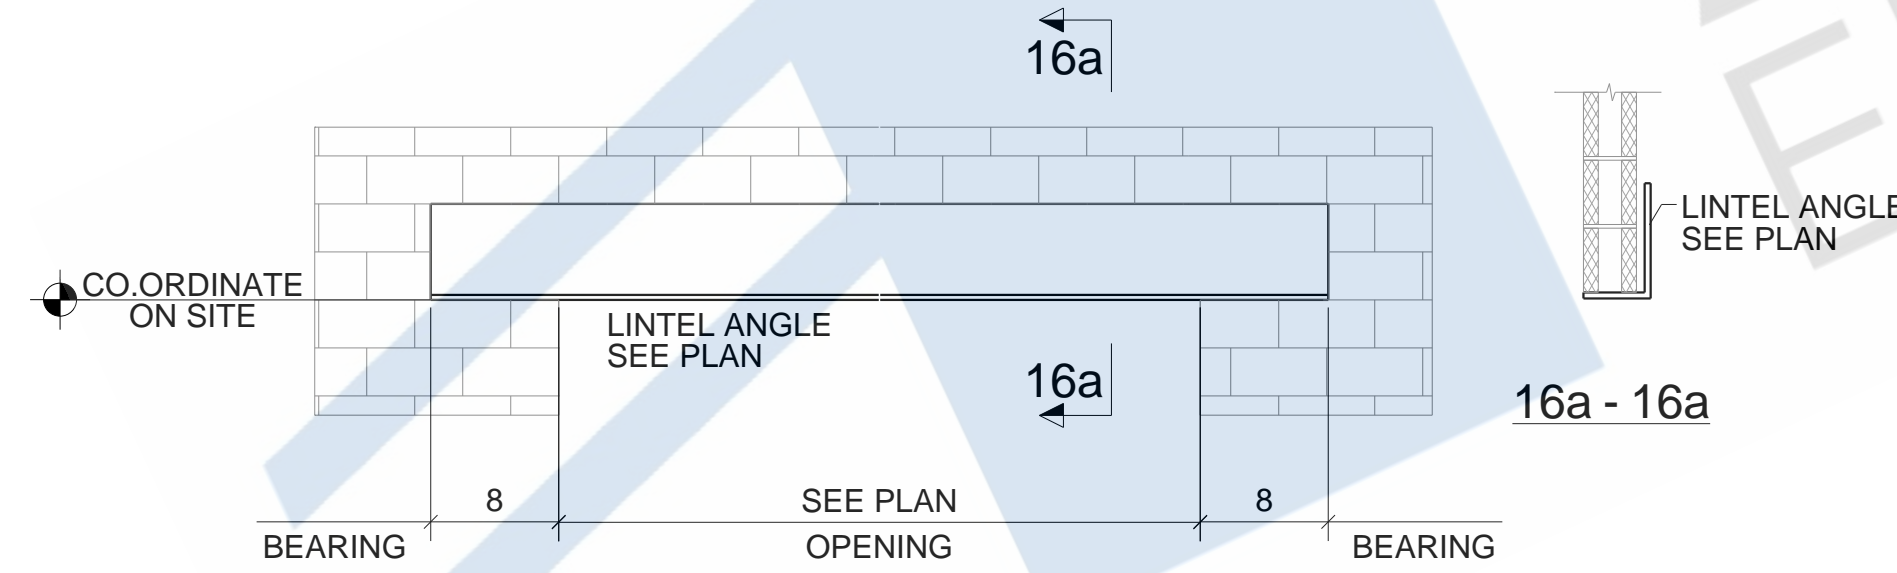 16a
LINTEL ANGLE
SEE PLAN
CO.ORDINATE
ON SITE
LINTEL ANGLE
SEE PLAN
16a
16a - 16a
8
SEE PLAN
8
BEARING
OPENING
BEARING
E